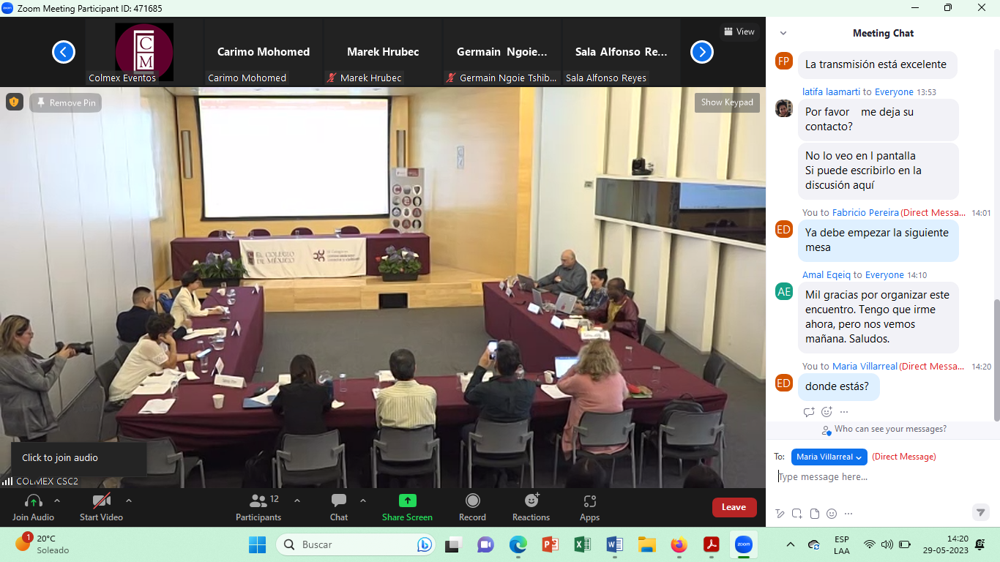 Zoom Meeting Participant ID: 471685
View
Carimo Mohomed
Marek Hrubec
Germain Ngoie...
Sala Alfonso Re...
Colmex Eventos
Carimo Mohomed
Marek Hrubec
Germain Ngoie Tshib...
Sala Alfonso Reyes
Remove Pin
Show Keypad
EL COLEGIO
DE MÉXICO
Click to join audio
COLMEX CSC2
Meeting Chat
FP
La transmisión está excelente
latifa laamarti to Everyone 13:53
Por favor me deja su
contacto?
No lo veo en l pantalla
Si puede escribirlo en la
discusión aquí
You to Fabricio Pereira (Direct Messa... 14:01
ED
Ya debe empezar la siguiente
mesa
Amal Eqeiq to Everyone 14:10
AE
Mil gracias por organizar este
encuentro. Tengo que irme
ahora, pero nos vemos
mañana. Saludos.
You to Maria Villarreal (Direct Messa... 14:20
ED
donde estás?
Who can see your messages?
To: Maria Villarreal (Direct Message)
Type message here...
Join Audio
Start Video
12
Participants
Chat
Share Screen
Record
Reactions
Apps
Leave
1
20°C
Soleado
Buscar
zoom
ESP
LAA
14:20
29-05-2023